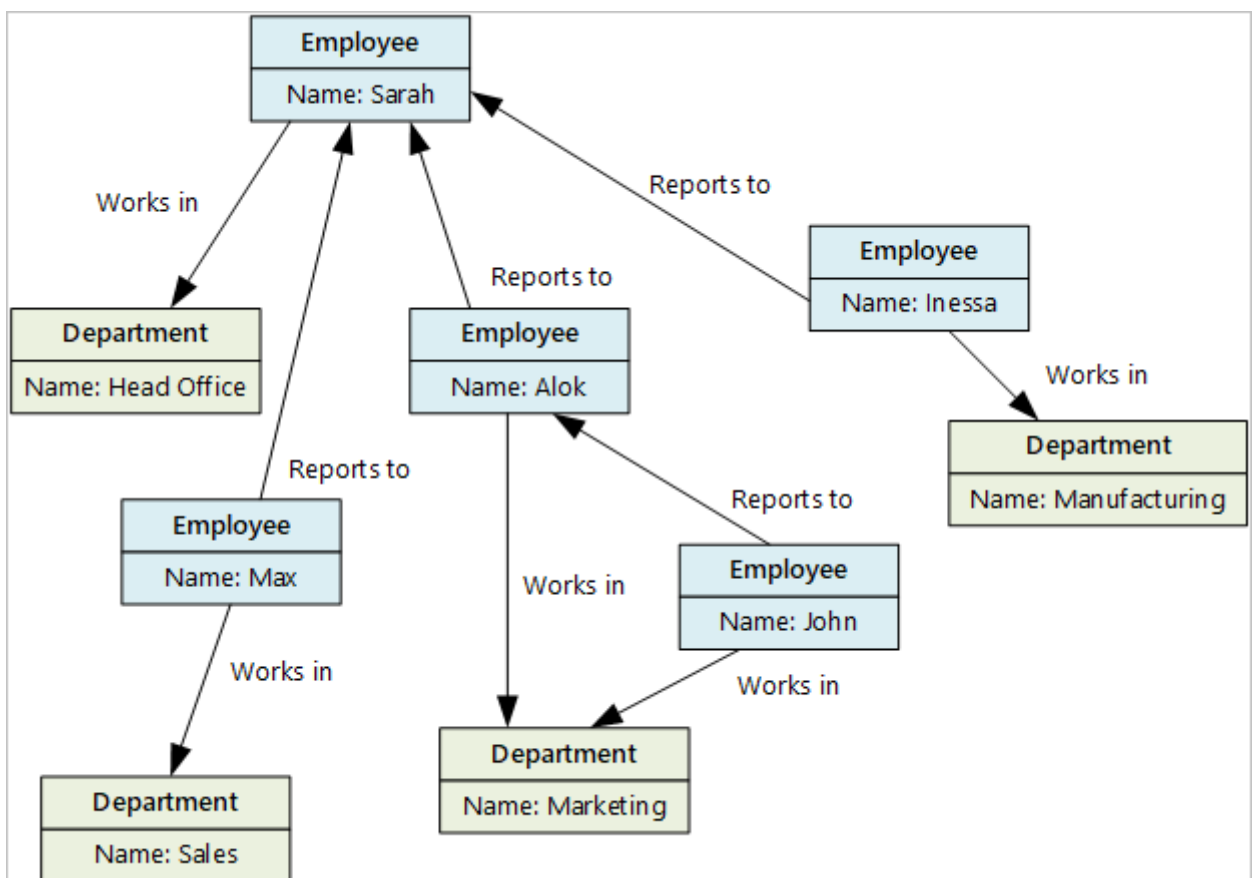 Employee
Name: Sarah
Works in
Reports to
Employee
Name: Inessa
Reports to
Department
Name: Head Office
Employee
Name: Alok
Works in
Department
Name: Manufacturing
Reports to
Employee
Name: Max
Reports to
Employee
Name: John
Works in
Works in
Works in
Department
Name: Marketing
Department
Name: Sales